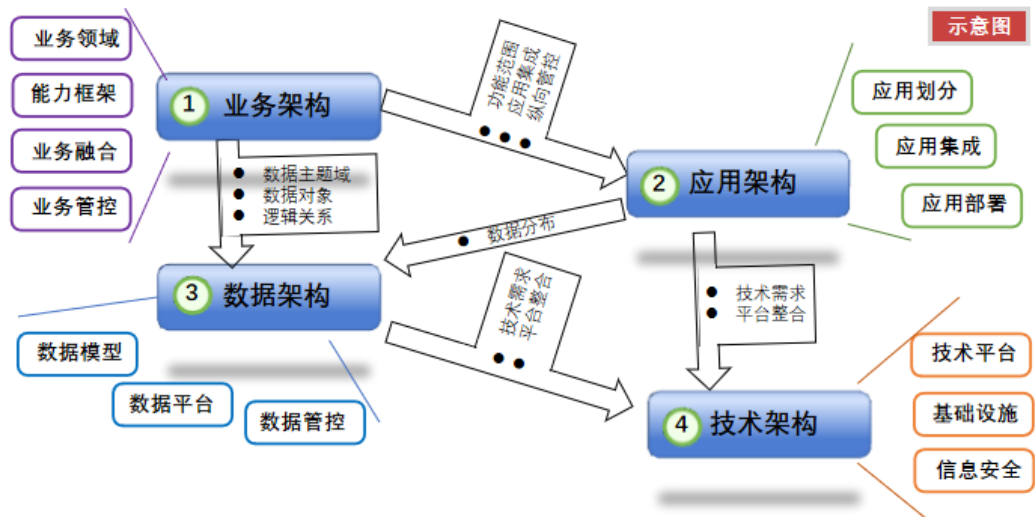 示意图
业务领域
能力框架
业务融合
业务管控
1 业务架构
功能范围
应用集成
纵向管控
应用划分
应用集成
应用部署
2 应用架构
• 数据主题域
• 数据对象
• 逻辑关系
• 数据分布
3 数据架构
数据模型
数据平台
数据管控
技术需求
平台整合
• 技术需求
• 平台整合
4 技术架构
技术平台
基础设施
信息安全